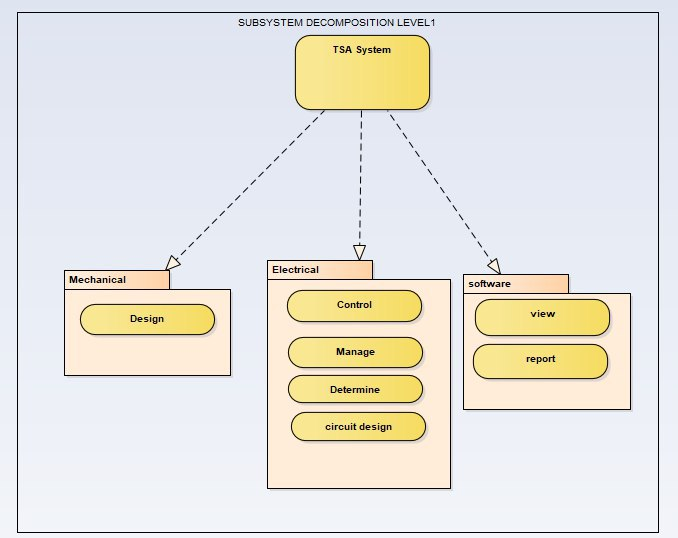 SUBSYSTEM DECOMPOSITION LEVEL1
TSA System
Mechanical
Design
Electrical
Control
Manage
Determine
circuit design
software
view
report